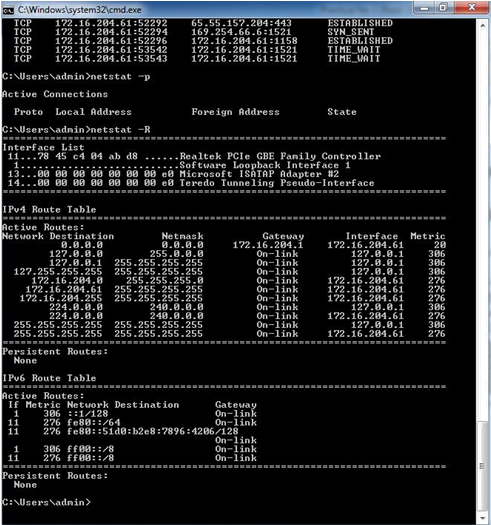 C:\Windows\system32\cmd.exe
TCP 172.16.204.61:52292 65.55.157.204:443 ESTABLISHED
TCP 172.16.204.61:52294 169.254.66.6:1521 SYN_SENT
TCP 172.16.204.61:52296 172.16.204.61:1158 ESTABLISHED
TCP 172.16.204.61:53542 172.16.204.61:1521 TIME_WAIT
TCP 172.16.204.61:53543 172.16.204.61:1521 TIME_WAIT
C:\Users\admin>netstat -p
Active Connections
Proto Local Address Foreign Address State
C:\Users\admin>netstat -R
===========================================================================
Interface List
11...78 45 c4 04 ab d8 ......Realtek PCIe GBE Family Controller
1...........................Software Loopback Interface 1
13...00 00 00 00 00 00 00 e0 Microsoft ISATAP Adapter #2
14...00 00 00 00 00 00 00 e0 Teredo Tunneling Pseudo-Interface
===========================================================================
IPv4 Route Table
===========================================================================
Active Routes:
Network Destination Netmask Gateway Interface Metric
0.0.0.0 0.0.0.0 172.16.204.1 172.16.204.61 20
127.0.0.0 255.0.0.0 On-link 127.0.0.1 306
127.0.0.1 255.255.255.255 On-link 127.0.0.1 306
127.255.255.255 255.255.255.255 On-link 127.0.0.1 306
172.16.204.0 255.255.255.0 On-link 172.16.204.61 276
172.16.204.61 255.255.255.255 On-link 172.16.204.61 276
172.16.204.255 255.255.255.255 On-link 172.16.204.61 276
224.0.0.0 240.0.0.0 On-link 127.0.0.1 306
224.0.0.0 240.0.0.0 On-link 172.16.204.61 276
255.255.255.255 255.255.255.255 On-link 127.0.0.1 306
255.255.255.255 255.255.255.255 On-link 172.16.204.61 276
===========================================================================
Persistent Routes:
None
IPv6 Route Table
===========================================================================
Active Routes:
If Metric Network Destination Gateway
1 306 ::1/128 On-link
11 276 fe80::/64 On-link
11 276 fe80::51d0:b2e8:7896:4206/128
On-link
1 306 ff00::/8 On-link
11 276 ff00::/8 On-link
===========================================================================
Persistent Routes:
None
C:\Users\admin>